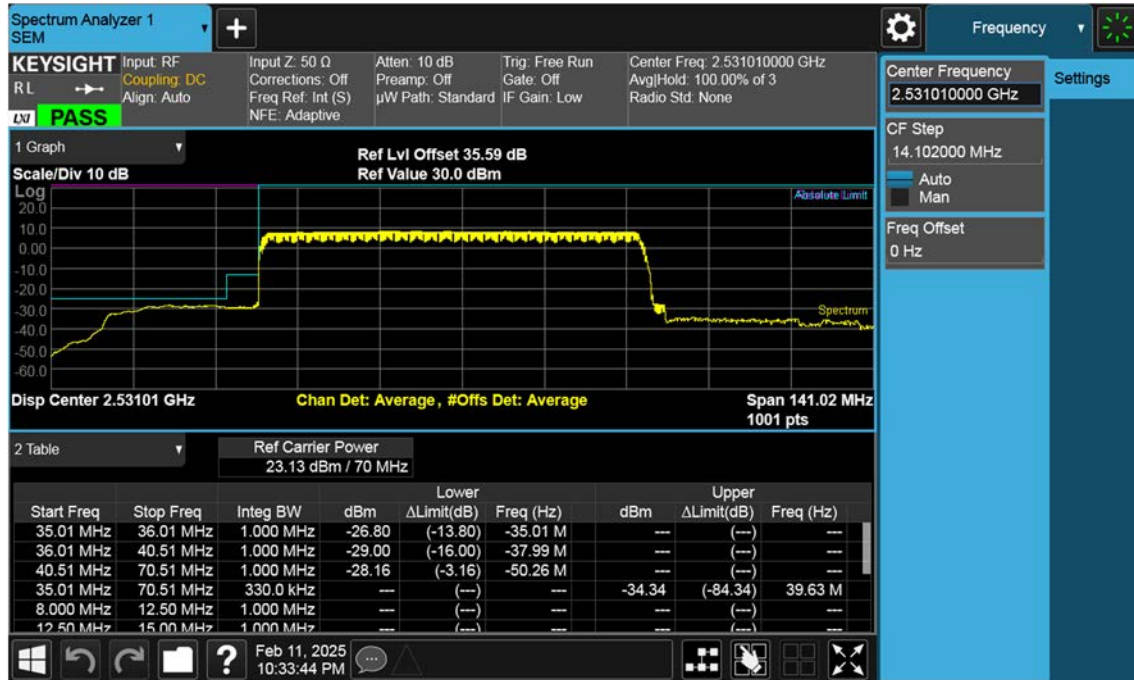 Spectrum Analyzer 1
SEM
+
Frequency
KEYSIGHT
R L
LXI PASS
Input: RF
Coupling: DC
Align: Auto
Input Z: 50 Ω
Corrections: Off
Freq Ref: Int (S)
NFE: Adaptive
Atten: 10 dB
Preamp: Off
µW Path: Standard
Trig: Free Run
Gate: Off
IF Gain: Low
Center Freq: 2.531010000 GHz
Avg|Hold: 100.00% of 3
Radio Std: None
Center Frequency
2.531010000 GHz
Settings
CF Step
14.102000 MHz
Auto
Man
Freq Offset
0 Hz
1 Graph
Scale/Div 10 dB
Ref Lvl Offset 35.59 dB
Ref Value 30.0 dBm
Log
Absolute Limit
20.0
10.0
0.00
-10.0
-20.0
-30.0
-40.0
-50.0
-60.0
Spectrum
Disp Center 2.53101 GHz
Chan Det: Average , #Offs Det: Average
Span 141.02 MHz
1001 pts
2 Table
Ref Carrier Power
23.13 dBm / 70 MHz
Lower Upper
Start Freq Stop Freq Integ BW dBm ΔLimit(dB) Freq (Hz) dBm ΔLimit(dB) Freq (Hz)
35.01 MHz 36.01 MHz 1.000 MHz -26.80 (-13.80) -35.01 M --- (---) ---
36.01 MHz 40.51 MHz 1.000 MHz -29.00 (-16.00) -37.99 M --- (---) ---
40.51 MHz 70.51 MHz 1.000 MHz -28.16 (-3.16) -50.26 M --- (---) ---
35.01 MHz 70.51 MHz 330.0 kHz --- (---) --- -34.34 (-84.34) 39.63 M
8.000 MHz 12.50 MHz 1.000 MHz --- (---) --- --- (---) ---
12.50 MHz 15.00 MHz 1.000 MHz --- (---) --- --- (---) ---
?
Feb 11, 2025
10:33:44 PM